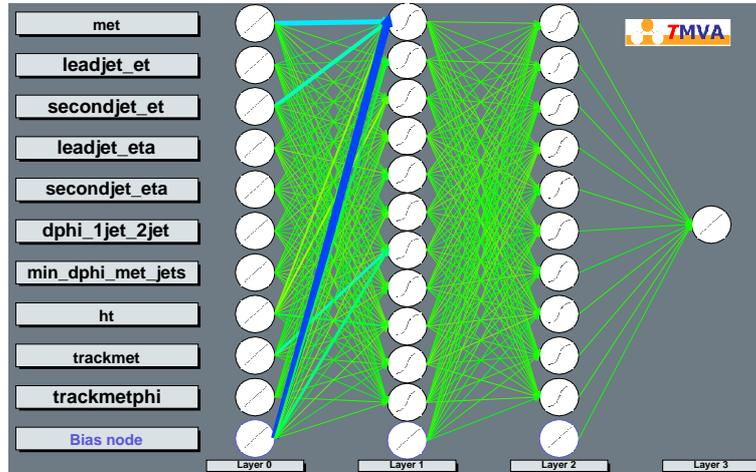 met
TMVA
leadjet_et
secondjet_et
leadjet_eta
secondjet_eta
dphi_1jet_2jet
min_dphi_met_jets
ht
trackmet
trackmetphi
Bias node
Layer 0
Layer 1
Layer 2
Layer 3